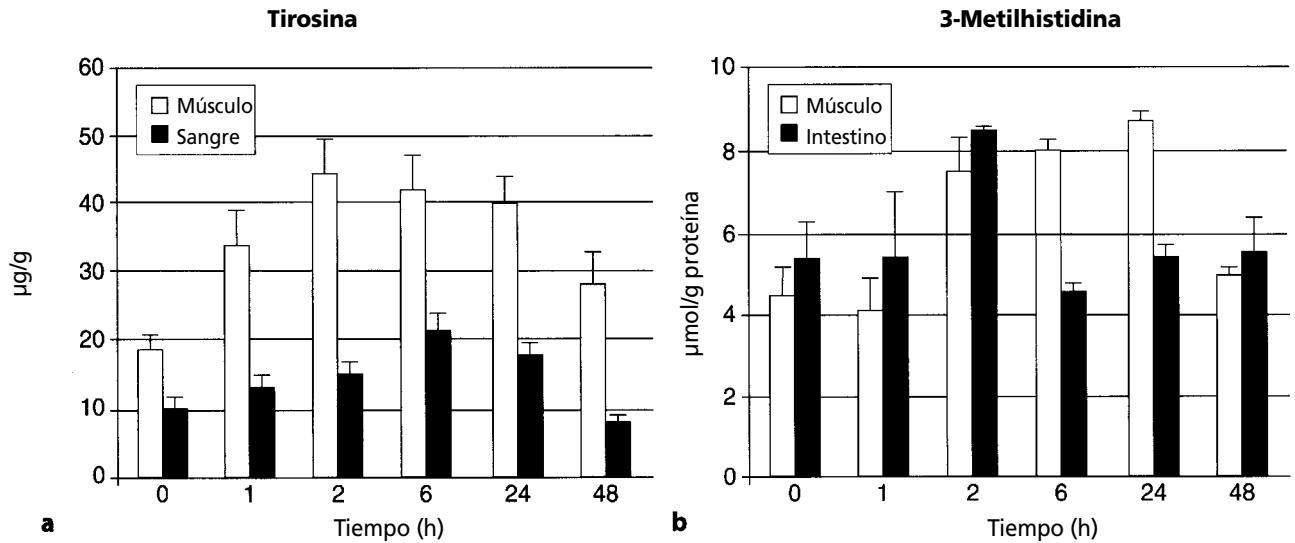 Tirosina
60
50
40
30
20
10
0
µg/g
Músculo
Sangre
0 1 2 6 24 48
Tiempo (h)
a
3-Metilhistidina
10
8
6
4
2
0
µmol/g proteína
Músculo
Intestino
0 1 2 6 24 48
Tiempo (h)
b